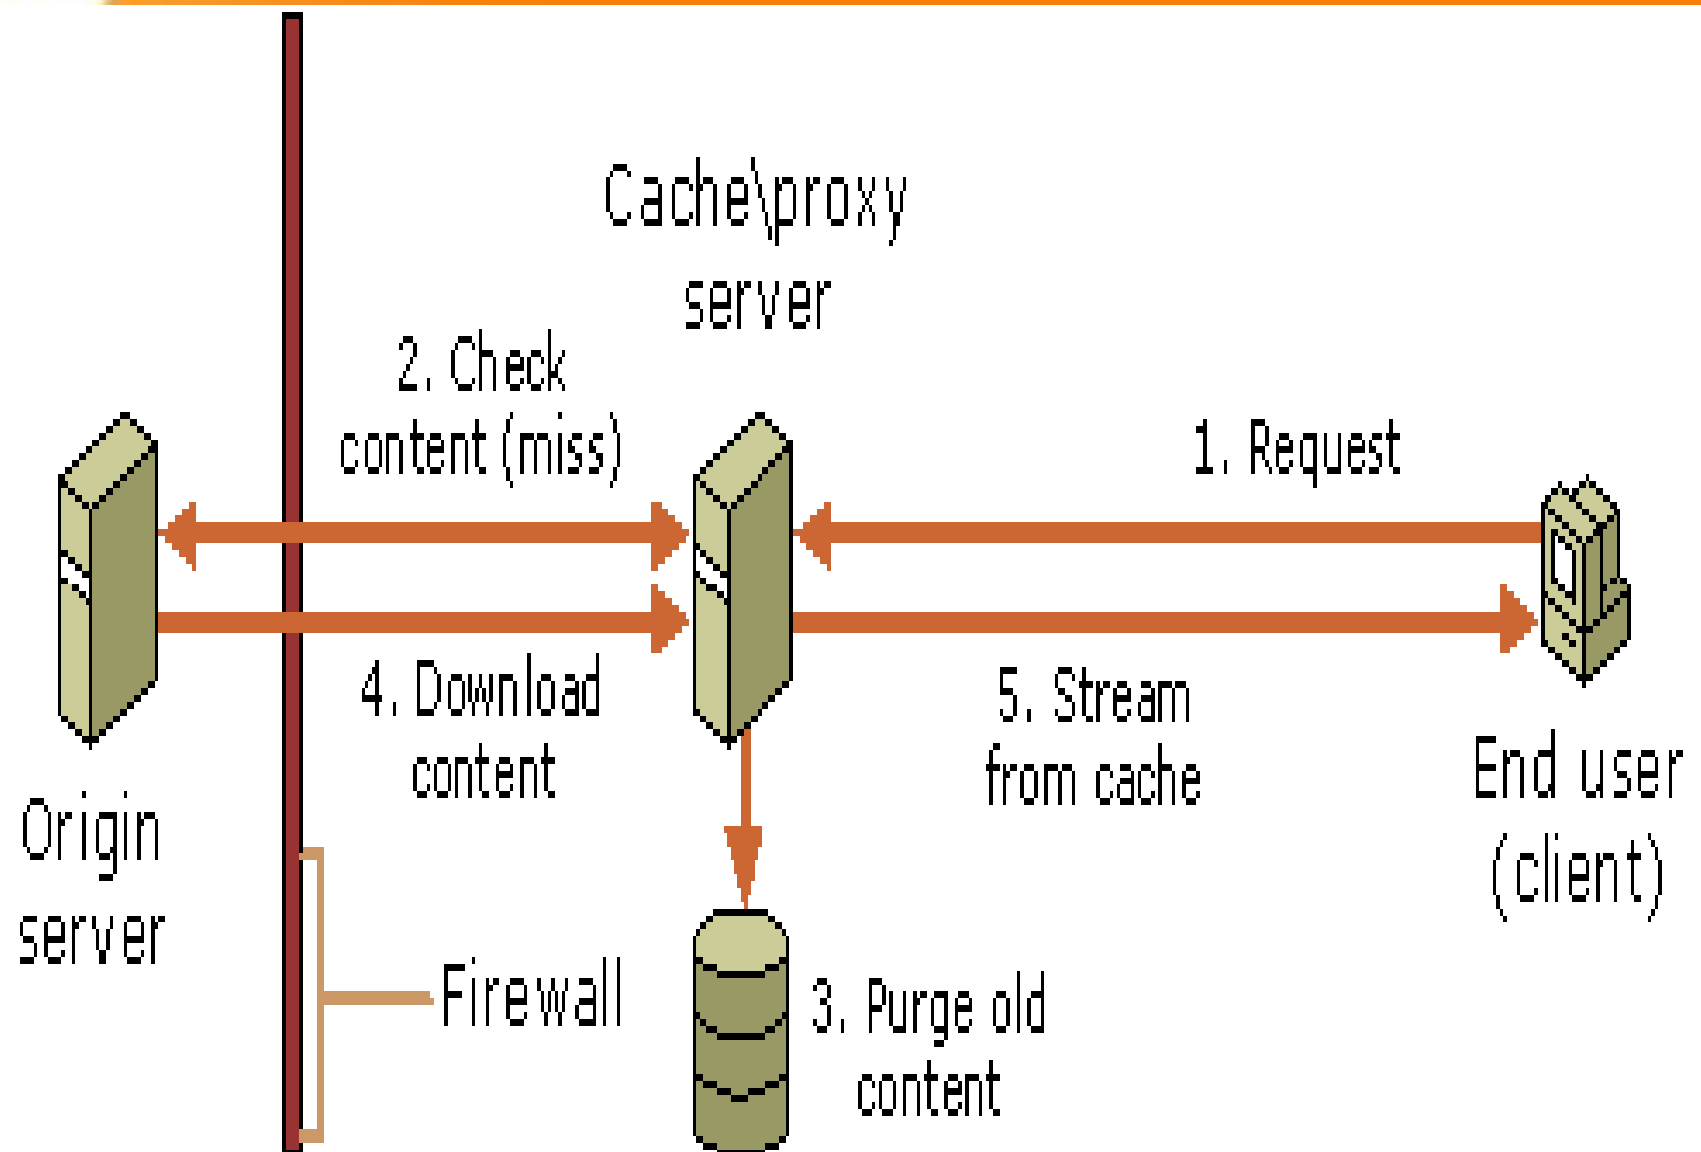 Cache\proxy
server
2. Check
content (miss)
1. Request
4. Download
content
5. Stream
from cache
Origin
server
End user
(client)
Firewall
3. Purge old
content